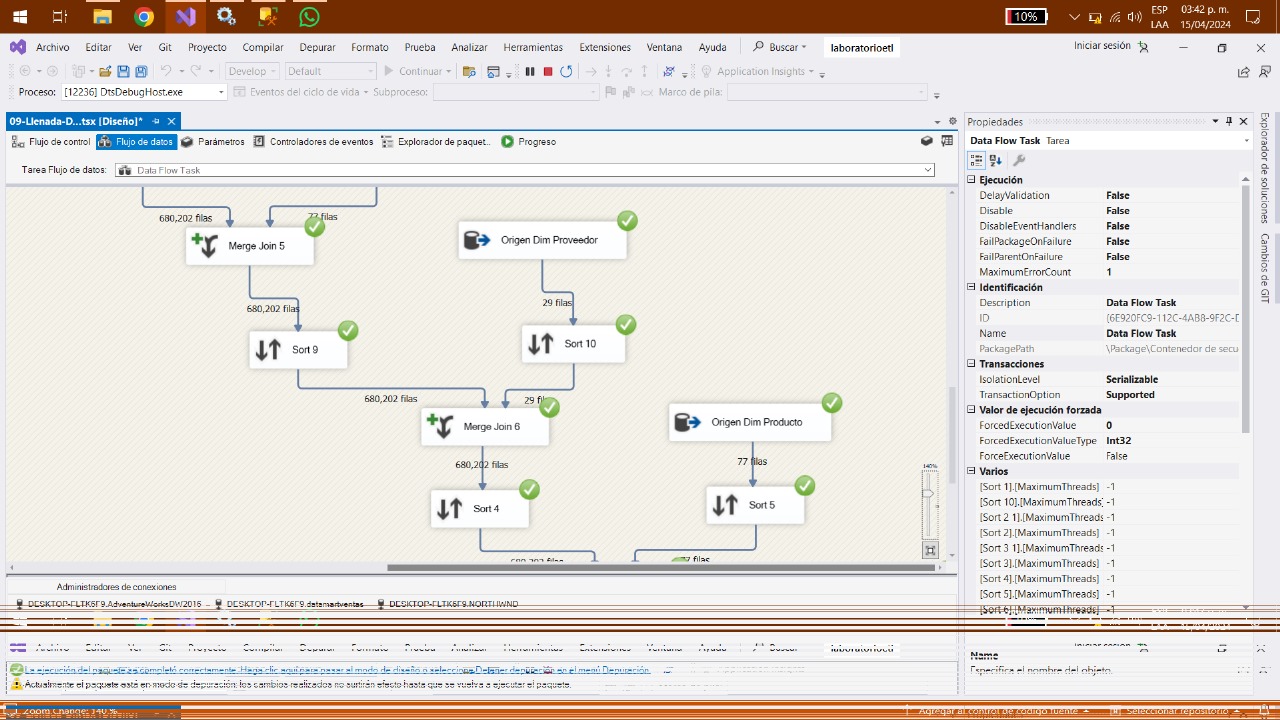 10%
03:42 p. m.
15/04/2024
ESP
LAA
Archivo Editar Ver Git Proyecto Compilar Depurar Formato Prueba Analizar Herramientas Extensiones Ventana Ayuda Buscar laboratorioetl Iniciar sesión
Develop Default Continuar Application Insights
Proceso: [12236] DtsDebugHost.exe Eventos del ciclo de vida Subproceso: Marco de pila:
09-Llenada-D...tsx [Diseño]*
Flujo de control Flujo de datos Parámetros Controladores de eventos Explorador de paquet... Progreso
Tarea Flujo de datos: Data Flow Task
680,202 filas
77 filas
Merge Join 5
Origen Dim Proveedor
680,202 filas
29 filas
Sort 9
Sort 10
680,202 filas
Merge Join 6
Origen Dim Producto
680,202 filas
77 filas
Sort 4
Sort 5
680,202 filas
77 filas
140%
Administradores de conexiones
DESKTOP-FLTK6F9.AdventureWorksDW2016 DESKTOP-FLTK6F9.datamartventas DESKTOP-FLTK6F9.NORTHWND
La ejecución del paquete se completó correctamente. Haga clic aquí para pasar al modo de diseño o seleccione Detener depuración en el menú Depuración.
Actualmente el paquete está en modo de depuración; los cambios realizados no surtirán efecto hasta que se vuelva a ejecutar el paquete.
Zoom Change: 140 % Agregar al control de código fuente Seleccionar repositorio
Propiedades
Data Flow Task Tarea
Ejecución
DelayValidation False
Disable False
DisableEventHandlers False
FailPackageOnFailure False
FailParentOnFailure False
MaximumErrorCount 1
Identificación
Description Data Flow Task
ID {6E920FC9-112C-4AB8-9F2C-
Name Data Flow Task
PackagePath \Package\Contenedor de secu
Transacciones
IsolationLevel Serializable
TransactionOption Supported
Valor de ejecución forzada
ForcedExecutionValue 0
ForcedExecutionValueType Int32
ForceExecutionValue False
Varios
[Sort 1].[MaximumThreads] -1
[Sort 10].[MaximumThreads] -1
[Sort 2 1].[MaximumThreads -1
[Sort 2].[MaximumThreads] -1
[Sort 3 1].[MaximumThreads -1
[Sort 3].[MaximumThreads] -1
[Sort 4].[MaximumThreads] -1
[Sort 5].[MaximumThreads] -1
[Sort 6].[MaximumThreads] -1
Name
Especifica el nombre del objeto.
Explorador de soluciones
Cambios de GIT